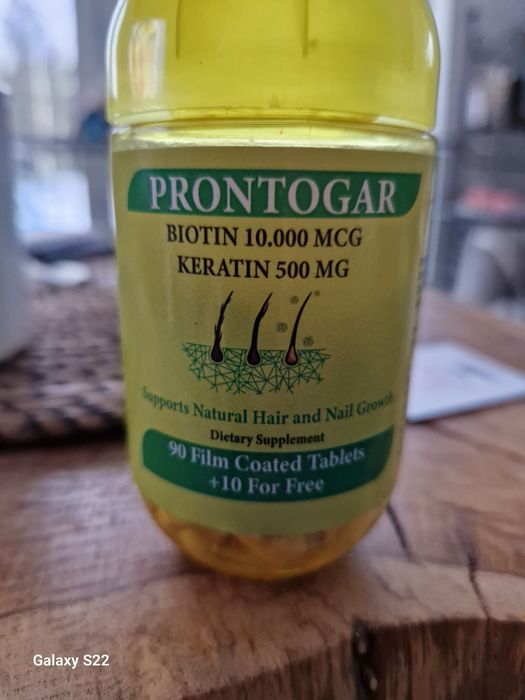 PRONTOGAR
BIOTIN 10.000 MCG
KERATIN 500 MG
Supports Natural Hair and Nail Growth
Dietary Supplement
90 Film Coated Tablets
+10 For Free
Galaxy S22